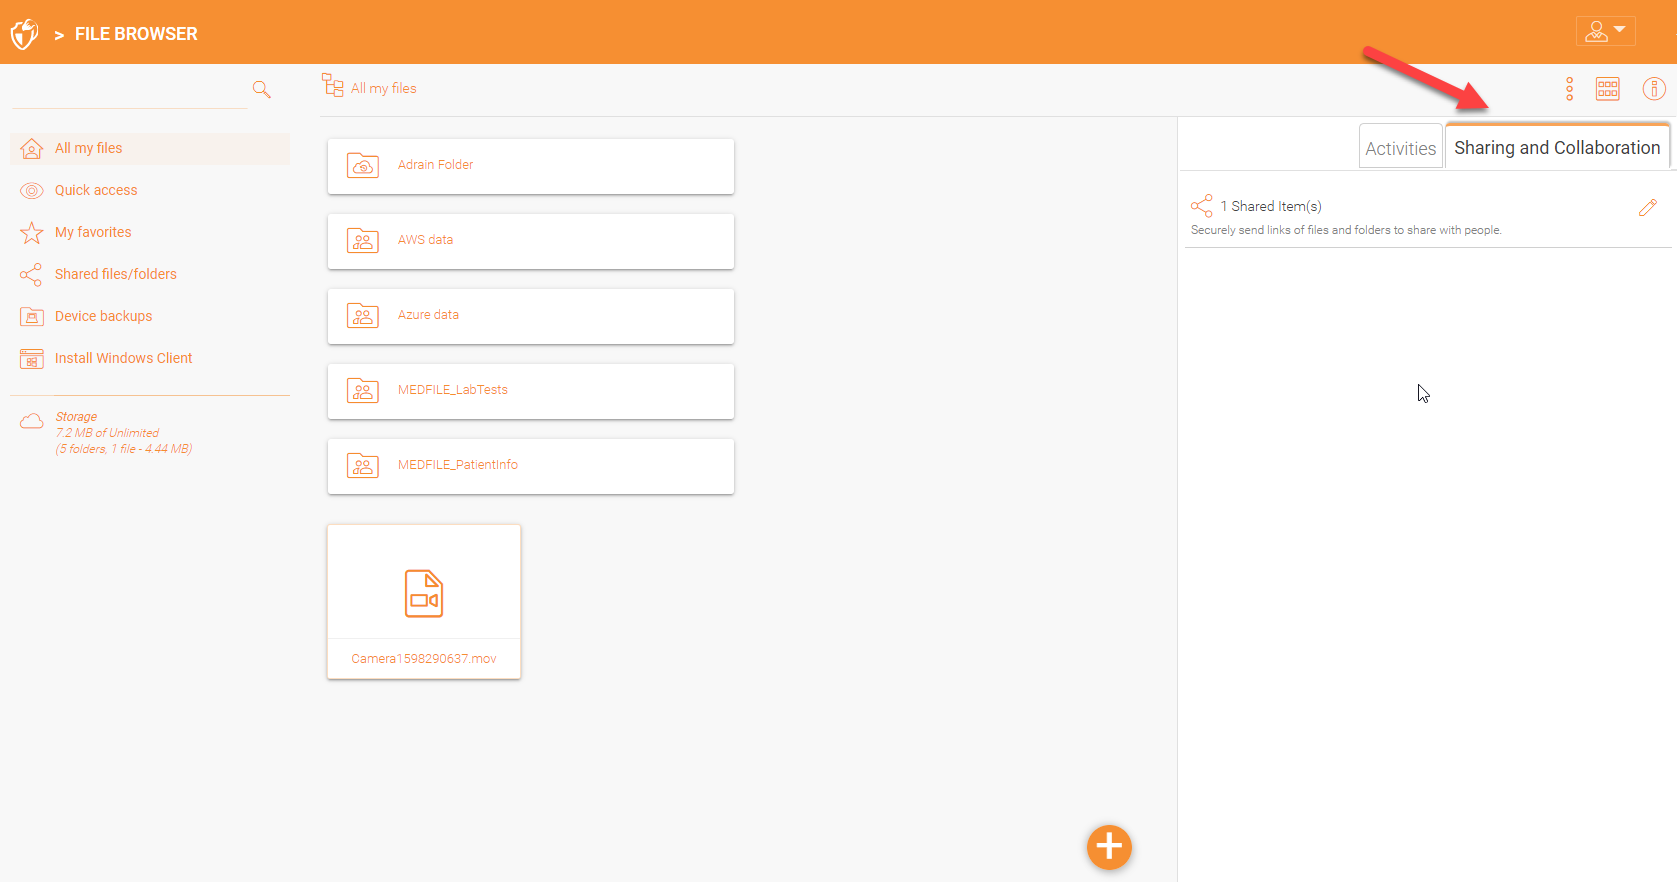 > FILE BROWSER
All my files
Quick access
My favorites
Shared files/folders
Device backups
Install Windows Client
Storage
7.2 MB of Unlimited
(5 folders, 1 file - 4.44 MB)
All my files
Adrain Folder
AWS data
Azure data
MEDFILE_LabTests
MEDFILE_PatientInfo
Camera1598290637.mov
Activities
Sharing and Collaboration
1 Shared Item(s)
Securely send links of files and folders to share with people.